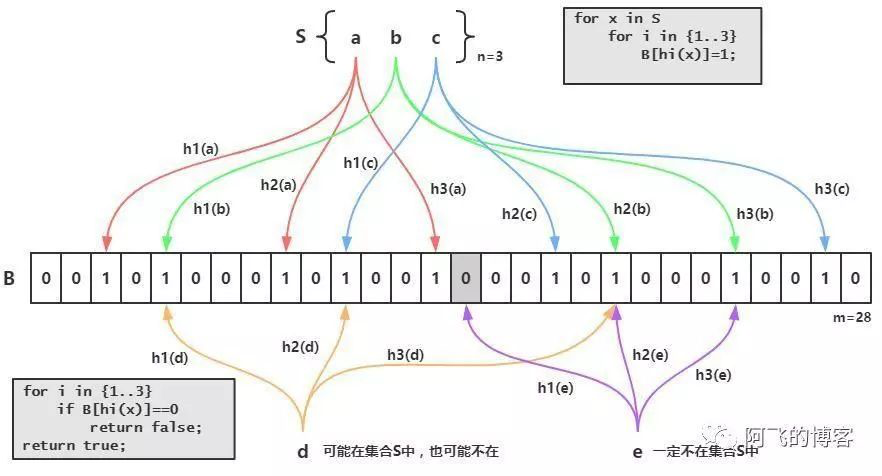 S { a b c } n=3
for x in S
for i in {1..3}
B[hi(x)]=1;
h1(a)
h1(b)
h2(a)
h1(c)
h3(a)
h2(c)
h2(b)
h3(b)
h3(c)
B 0 0 1 0 1 0 0 0 1 0 1 0 0 1 0 0 0 1 0 1 0 0 0 1 0 0 1 0
m=28
h1(d)
h2(d)
h3(d)
h1(e)
h2(e)
h3(e)
for i in {1..3}
if B[hi(x)]==0
return false;
return true;
d 可能在集合S中，也可能不在
e 一定不在集合S中
阿飞的博客